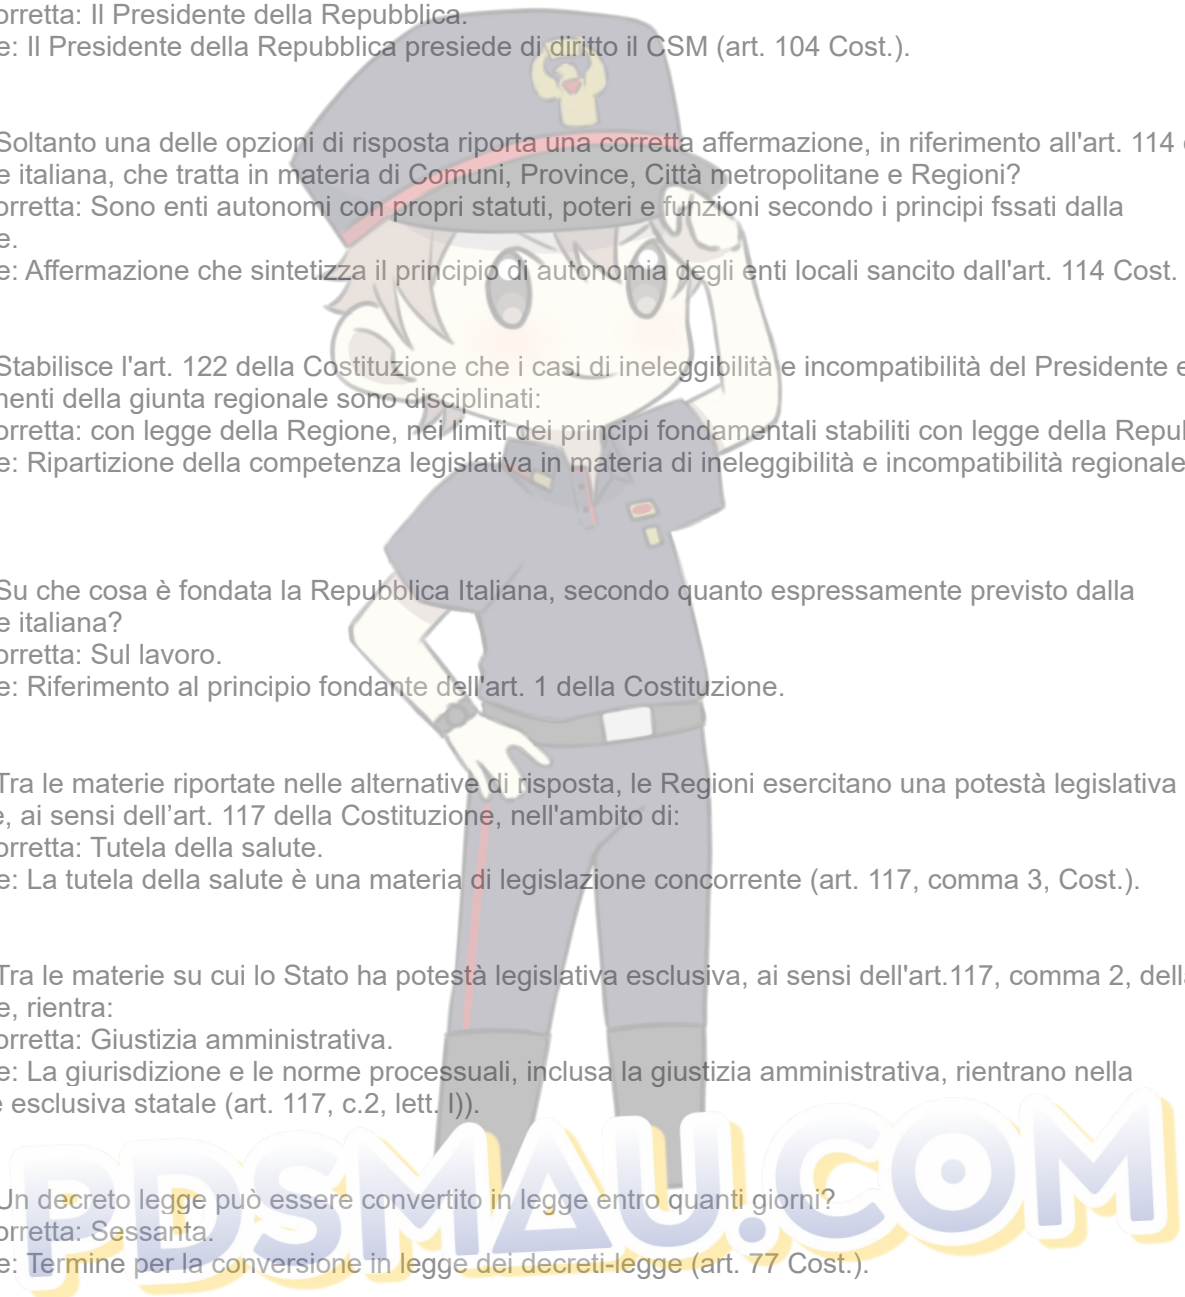 orretta: Il Presidente della Repubblica.
e: Il Presidente della Repubblica presiede di diritto il CSM (art. 104 Cost.).
Soltanto una delle opzioni di risposta riporta una corretta affermazione, in riferimento all'art. 114
e italiana, che tratta in materia di Comuni, Province, Città metropolitane e Regioni?
orretta: Sono enti autonomi con propri statuti, poteri e funzioni secondo i principi fssati dalla
e.
e: Affermazione che sintetizza il principio di autonomia degli enti locali sancito dall'art. 114 Cost.
Stabilisce l'art. 122 della Costituzione che i casi di ineleggibilità e incompatibilità del Presidente e
nenti della giunta regionale sono disciplinati:
orretta: con legge della Regione, nei limiti dei principi fondamentali stabiliti con legge della Repu
e: Ripartizione della competenza legislativa in materia di ineleggibilità e incompatibilità regionale
Su che cosa è fondata la Repubblica Italiana, secondo quanto espressamente previsto dalla
e italiana?
orretta: Sul lavoro.
e: Riferimento al principio fondante dell'art. 1 della Costituzione.
Tra le materie riportate nelle alternative di risposta, le Regioni esercitano una potestà legislativa
e, ai sensi dell’art. 117 della Costituzione, nell'ambito di:
orretta: Tutela della salute.
e: La tutela della salute è una materia di legislazione concorrente (art. 117, comma 3, Cost.).
Tra le materie su cui lo Stato ha potestà legislativa esclusiva, ai sensi dell'art.117, comma 2, dell
e, rientra:
orretta: Giustizia amministrativa.
e: La giurisdizione e le norme processuali, inclusa la giustizia amministrativa, rientrano nella
e esclusiva statale (art. 117, c.2, lett. l)).
Un decreto legge può essere convertito in legge entro quanti giorni?
orretta: Sessanta.
e: Termine per la conversione in legge dei decreti-legge (art. 77 Cost.).
PDSMAU.COM